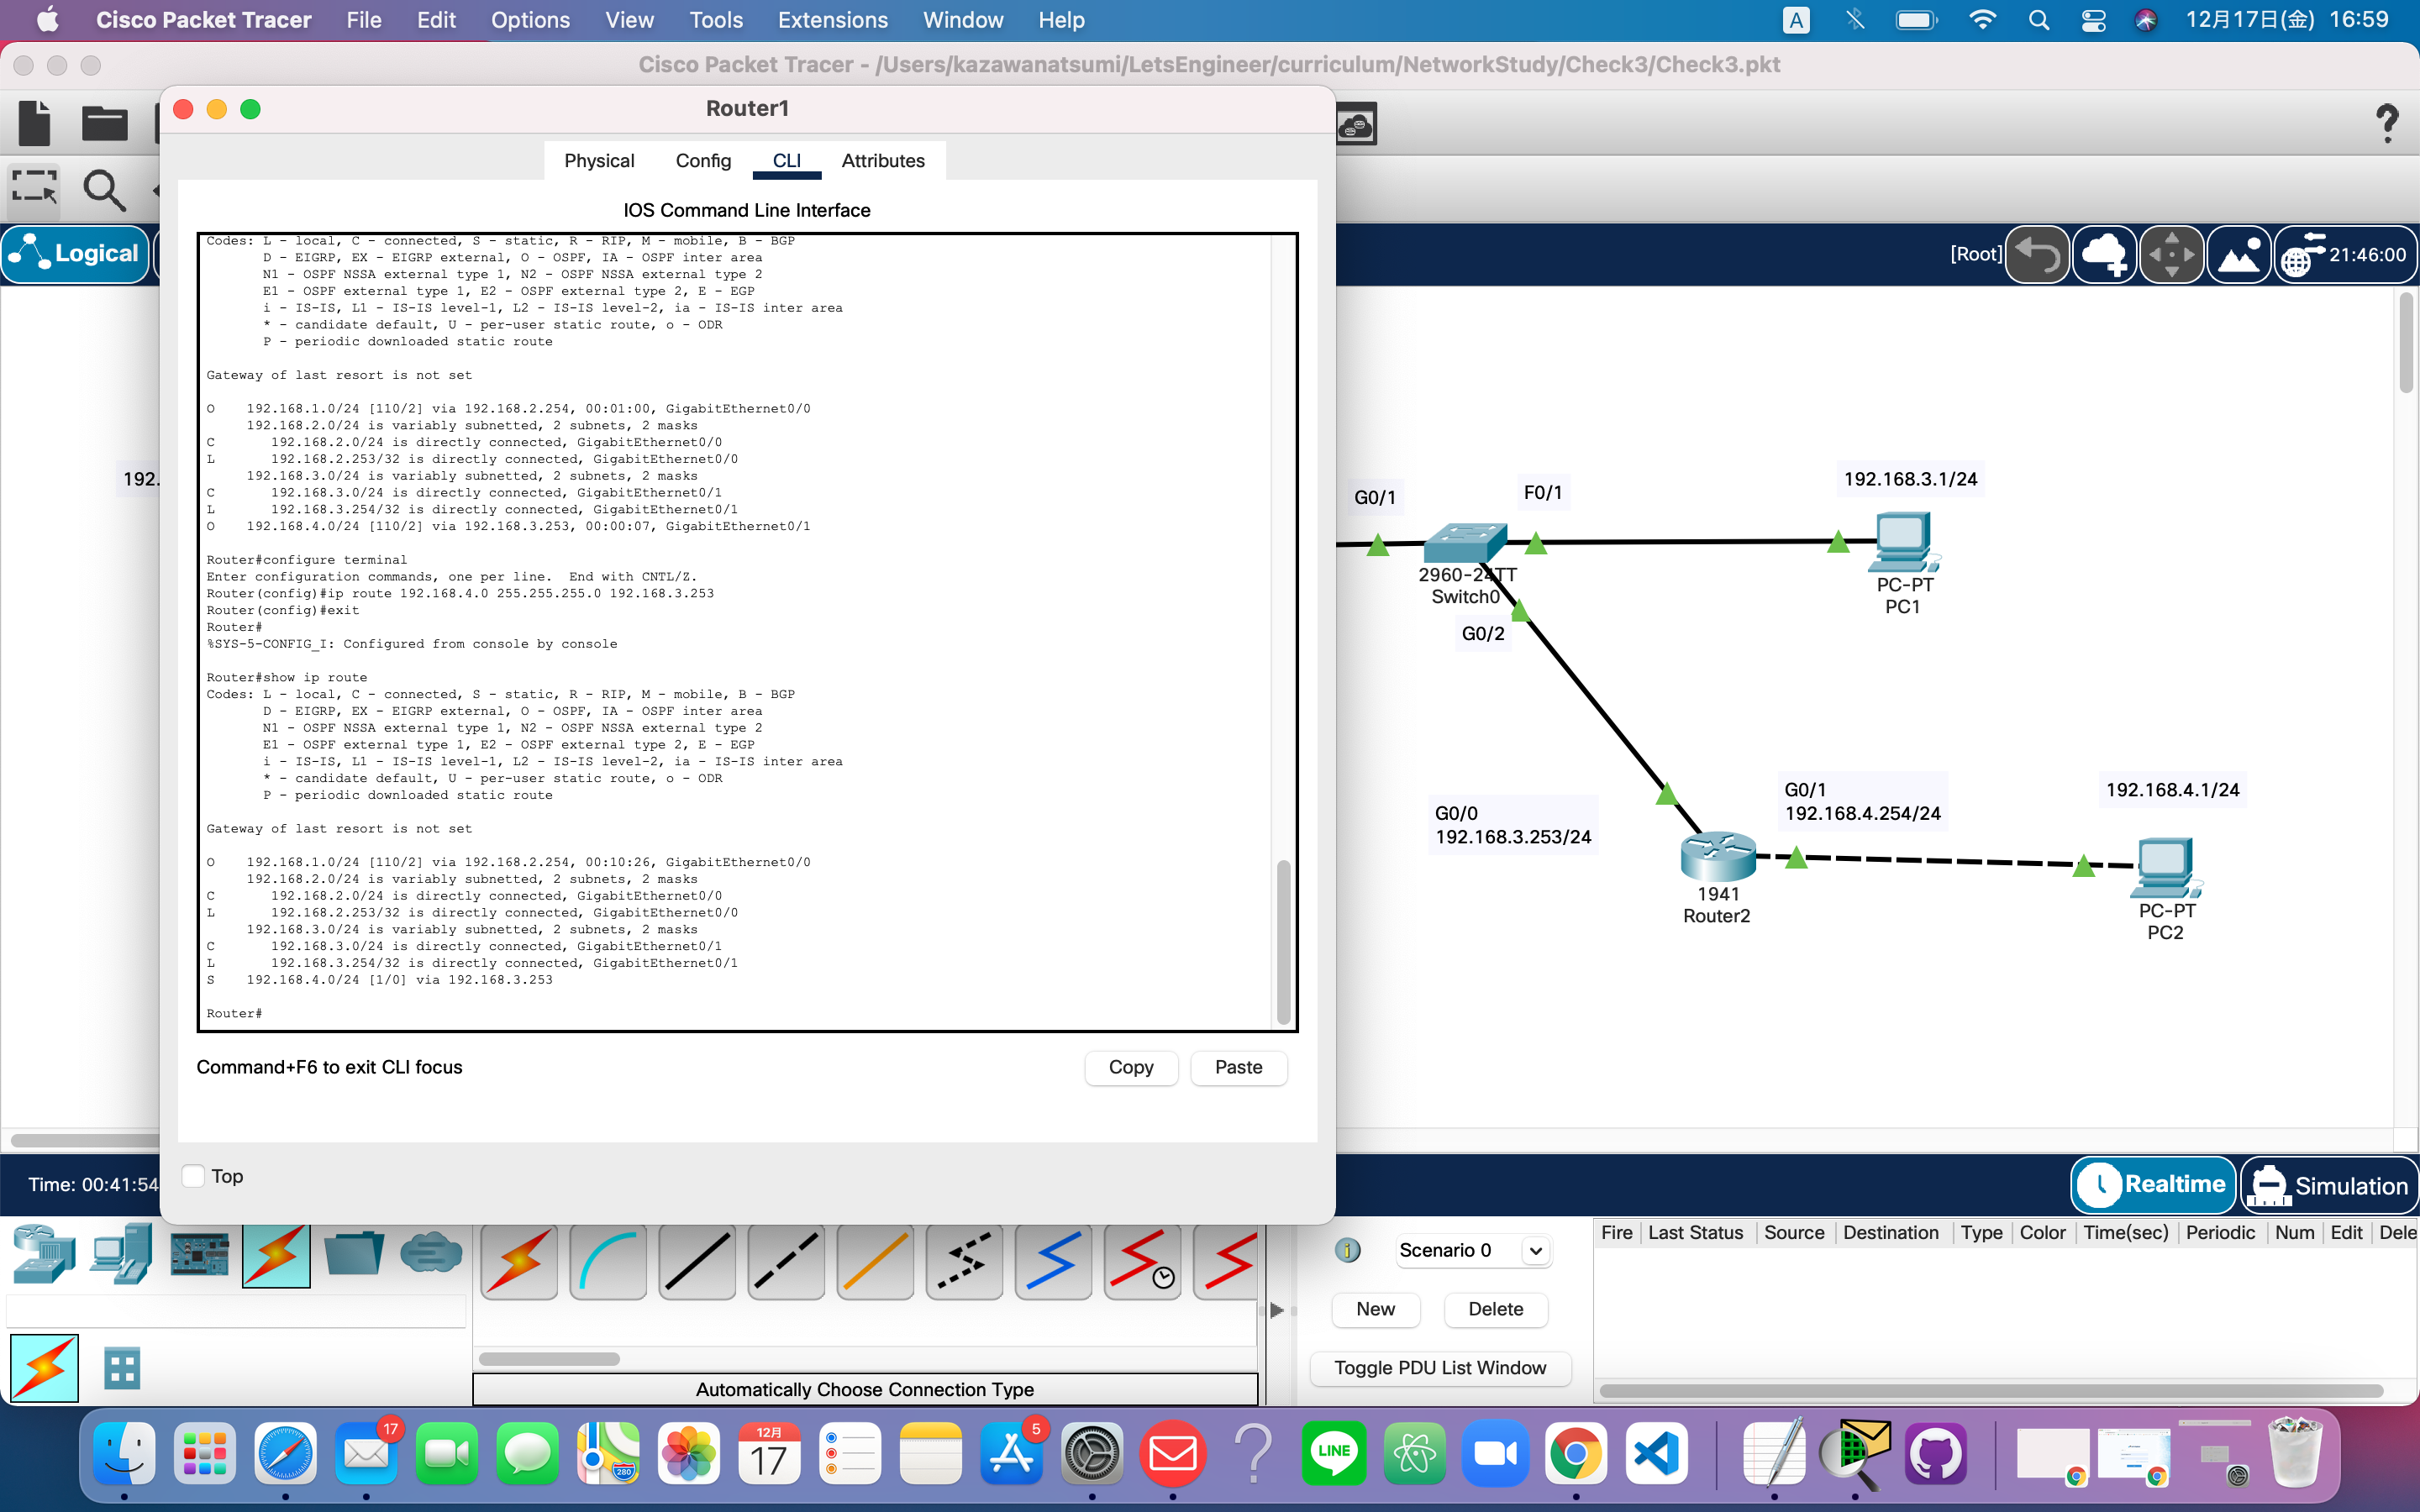 Cisco Packet Tracer File Edit Options View Tools Extensions Window Help A 12月17日(金) 16:59
Cisco Packet Tracer - /Users/kazawanatsumi/LetsEngineer/curriculum/NetworkStudy/Check3/Check3.pkt
Router1
Physical Config CLI Attributes
IOS Command Line Interface
Logical
[Root] 21:46:00
Codes: L - local, C - connected, S - static, R - RIP, M - mobile, B - BGP
D - EIGRP, EX - EIGRP external, O - OSPF, IA - OSPF inter area
N1 - OSPF NSSA external type 1, N2 - OSPF NSSA external type 2
E1 - OSPF external type 1, E2 - OSPF external type 2, E - EGP
i - IS-IS, L1 - IS-IS level-1, L2 - IS-IS level-2, ia - IS-IS inter area
* - candidate default, U - per-user static route, o - ODR
P - periodic downloaded static route
Gateway of last resort is not set
O 192.168.1.0/24 [110/2] via 192.168.2.254, 00:01:00, GigabitEthernet0/0
192.168.2.0/24 is variably subnetted, 2 subnets, 2 masks
C 192.168.2.0/24 is directly connected, GigabitEthernet0/0
L 192.168.2.253/32 is directly connected, GigabitEthernet0/0
192.168.3.0/24 is variably subnetted, 2 subnets, 2 masks
C 192.168.3.0/24 is directly connected, GigabitEthernet0/1
L 192.168.3.254/32 is directly connected, GigabitEthernet0/1
O 192.168.4.0/24 [110/2] via 192.168.3.253, 00:00:07, GigabitEthernet0/1
Router#configure terminal
Enter configuration commands, one per line. End with CNTL/Z.
Router(config)#ip route 192.168.4.0 255.255.255.0 192.168.3.253
Router(config)#exit
Router#
%SYS-5-CONFIG_I: Configured from console by console
Router#show ip route
Codes: L - local, C - connected, S - static, R - RIP, M - mobile, B - BGP
D - EIGRP, EX - EIGRP external, O - OSPF, IA - OSPF inter area
N1 - OSPF NSSA external type 1, N2 - OSPF NSSA external type 2
E1 - OSPF external type 1, E2 - OSPF external type 2, E - EGP
i - IS-IS, L1 - IS-IS level-1, L2 - IS-IS level-2, ia - IS-IS inter area
* - candidate default, U - per-user static route, o - ODR
P - periodic downloaded static route
Gateway of last resort is not set
O 192.168.1.0/24 [110/2] via 192.168.2.254, 00:10:26, GigabitEthernet0/0
192.168.2.0/24 is variably subnetted, 2 subnets, 2 masks
C 192.168.2.0/24 is directly connected, GigabitEthernet0/0
L 192.168.2.253/32 is directly connected, GigabitEthernet0/0
192.168.3.0/24 is variably subnetted, 2 subnets, 2 masks
C 192.168.3.0/24 is directly connected, GigabitEthernet0/1
L 192.168.3.254/32 is directly connected, GigabitEthernet0/1
S 192.168.4.0/24 [1/0] via 192.168.3.253
Router#
Command+F6 to exit CLI focus
Copy Paste
Top
192.
G0/1
F0/1
192.168.3.1/24
2960-24TT
Switch0
PC-PT
PC1
G0/2
G0/0
192.168.3.253/24
G0/1
192.168.4.254/24
192.168.4.1/24
1941
Router2
PC-PT
PC2
Time: 00:41:54
Realtime Simulation
Scenario 0
New Delete
Toggle PDU List Window
Fire Last Status Source Destination Type Color Time(sec) Periodic Num Edit Dele
Automatically Choose Connection Type
17
280
12月
17
5
LINE